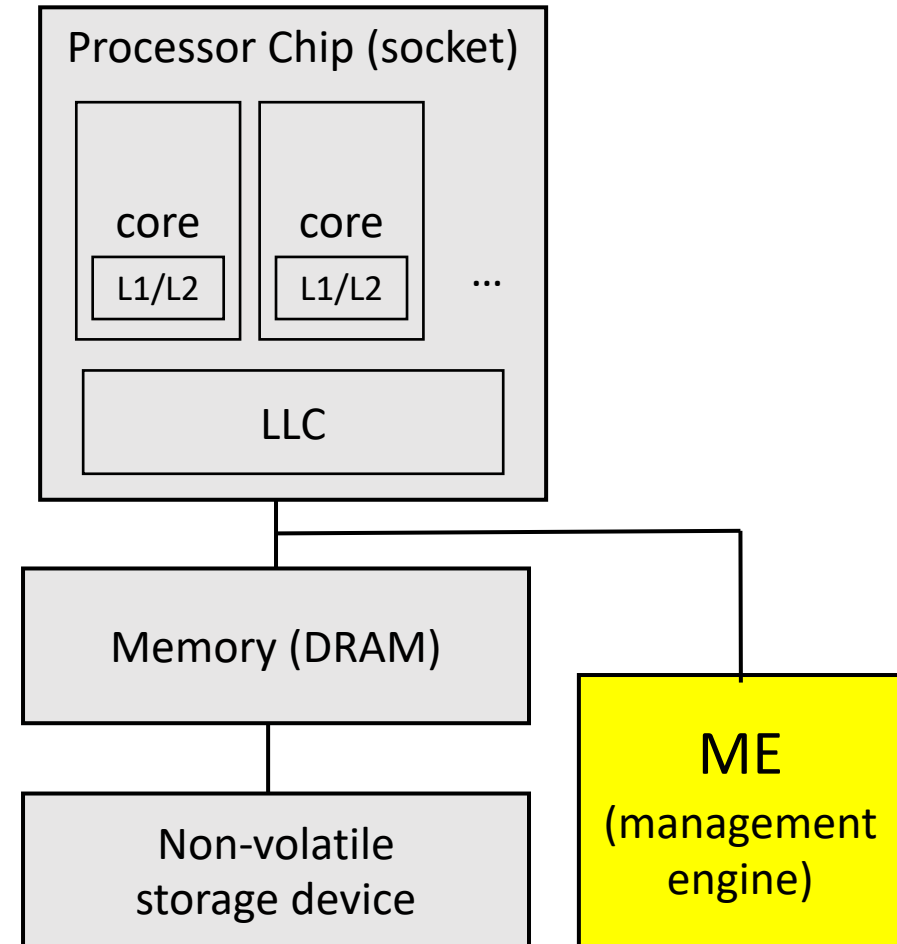 Processor Chip (socket)
core
core
L1/L2
L1/L2
...
LLC
Memory (DRAM)
ME
(management
engine)
Non-volatile
storage device